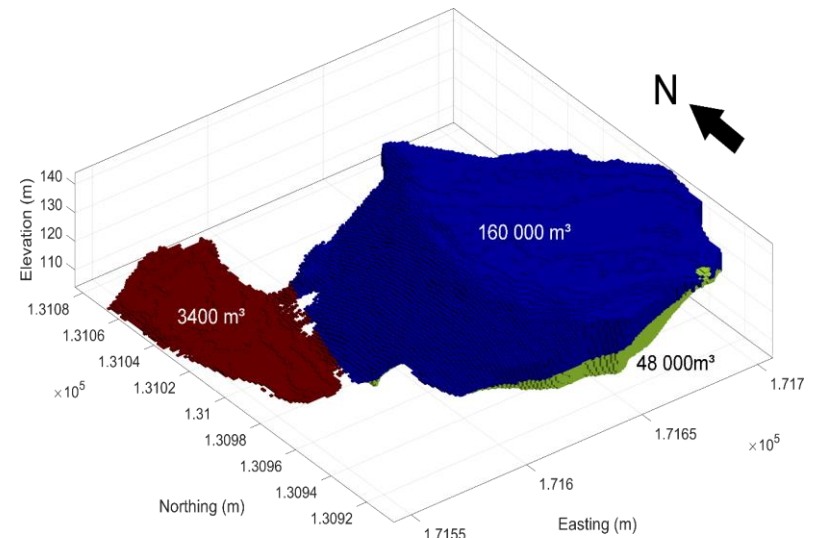 N
Elevation (m)
140
130
120
110
160 000 m³
3400 m³
48 000m³
1.3108
1.3106
1.3104
1.3102
1.31
1.3098
1.3096
1.3094
1.3092
×10⁵
Northing (m)
1.7155
1.716
1.7165
1.717
×10⁵
Easting (m)